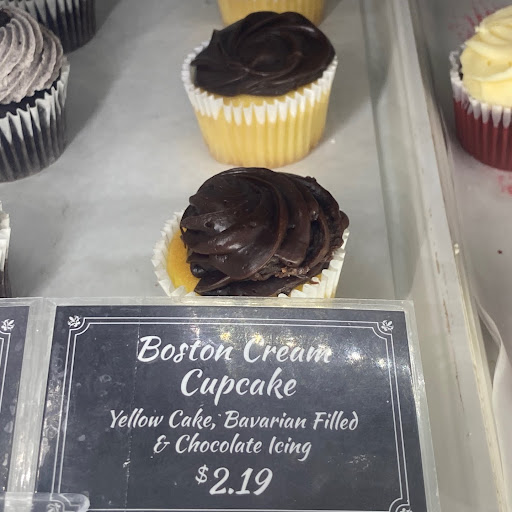 Boston Cream
Cupcake
Yellow Cake, Bavarian Filled
& Chocolate Icing
$2.19